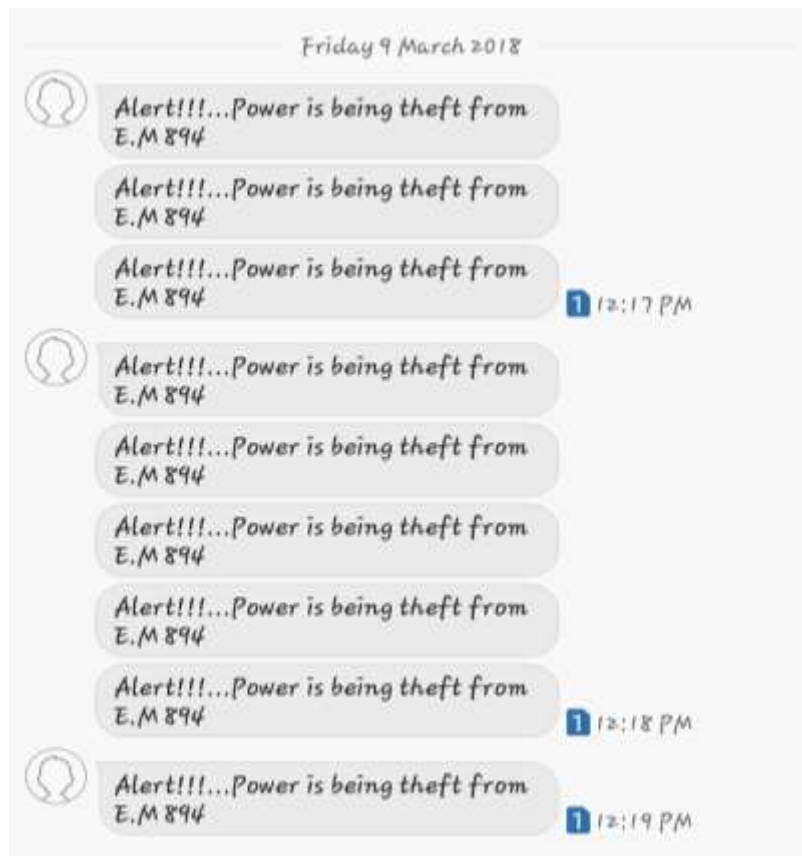 Friday 9 March 2018
Alert!!!...Power is being theft from
E.M 894
Alert!!!...Power is being theft from
E.M 894
Alert!!!...Power is being theft from
E.M 894
1 12:17 PM
Alert!!!...Power is being theft from
E.M 894
Alert!!!...Power is being theft from
E.M 894
Alert!!!...Power is being theft from
E.M 894
Alert!!!...Power is being theft from
E.M 894
Alert!!!...Power is being theft from
E.M 894
1 12:18 PM
Alert!!!...Power is being theft from
E.M 894
1 12:19 PM